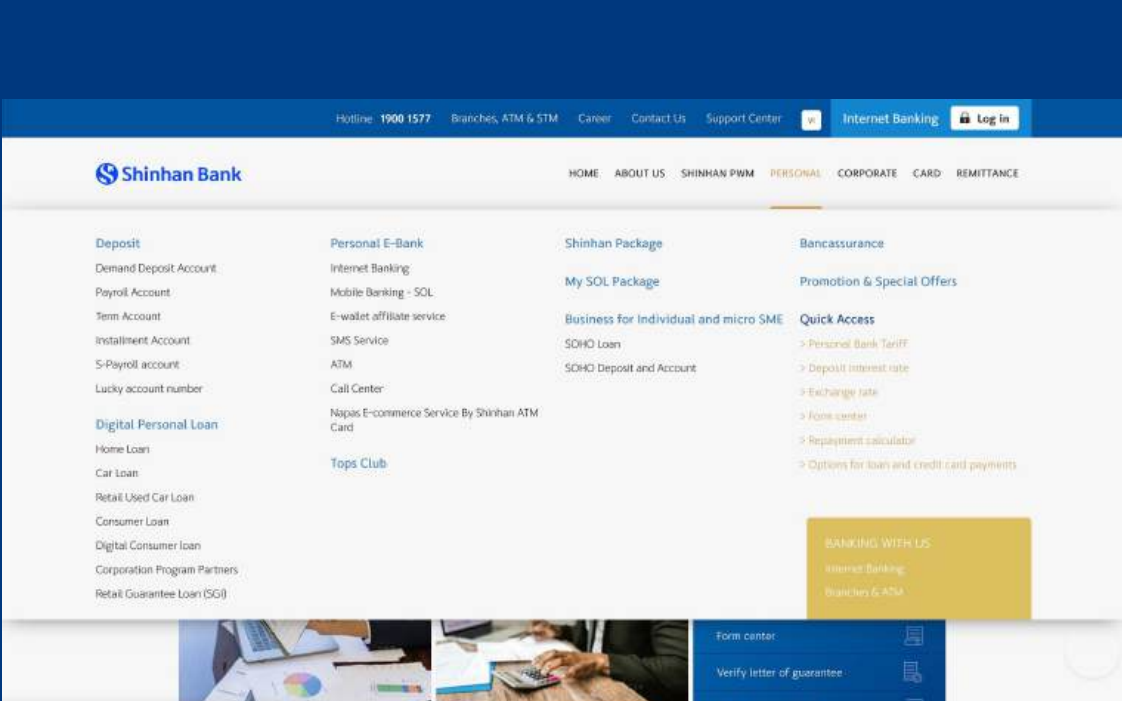 Hotline 1900 1577 Branches, ATM & STM Career Contact Us Support Center VI Internet Banking Log in
Shinhan Bank
HOME ABOUT US SHINHAN PWM PERSONAL CORPORATE CARD REMITTANCE
Deposit
Demand Deposit Account
Payroll Account
Term Account
Installment Account
S-Payroll account
Lucky account number
Digital Personal Loan
Home Loan
Car Loan
Retail Used Car Loan
Consumer Loan
Digital Consumer loan
Corporation Program Partners
Retail Guarantee Loan (SGI)
Personal E-Bank
Internet Banking
Mobile Banking - SOL
E-wallet affiliate service
SMS Service
ATM
Call Center
Napas E-commerce Service By Shinhan ATM
Card
Tops Club
Shinhan Package
My SOL Package
Business for Individual and micro SME
SOHO Loan
SOHO Deposit and Account
Bancassurance
Promotion & Special Offers
Quick Access
> Personal Bank Tariff
> Deposit interest rate
> Exchange rate
> Form center
> Repayment calculator
> Options for loan and credit card payments
BANKING WITH US
Internet Banking
Branches & ATM
Form center
Verify letter of guarantee